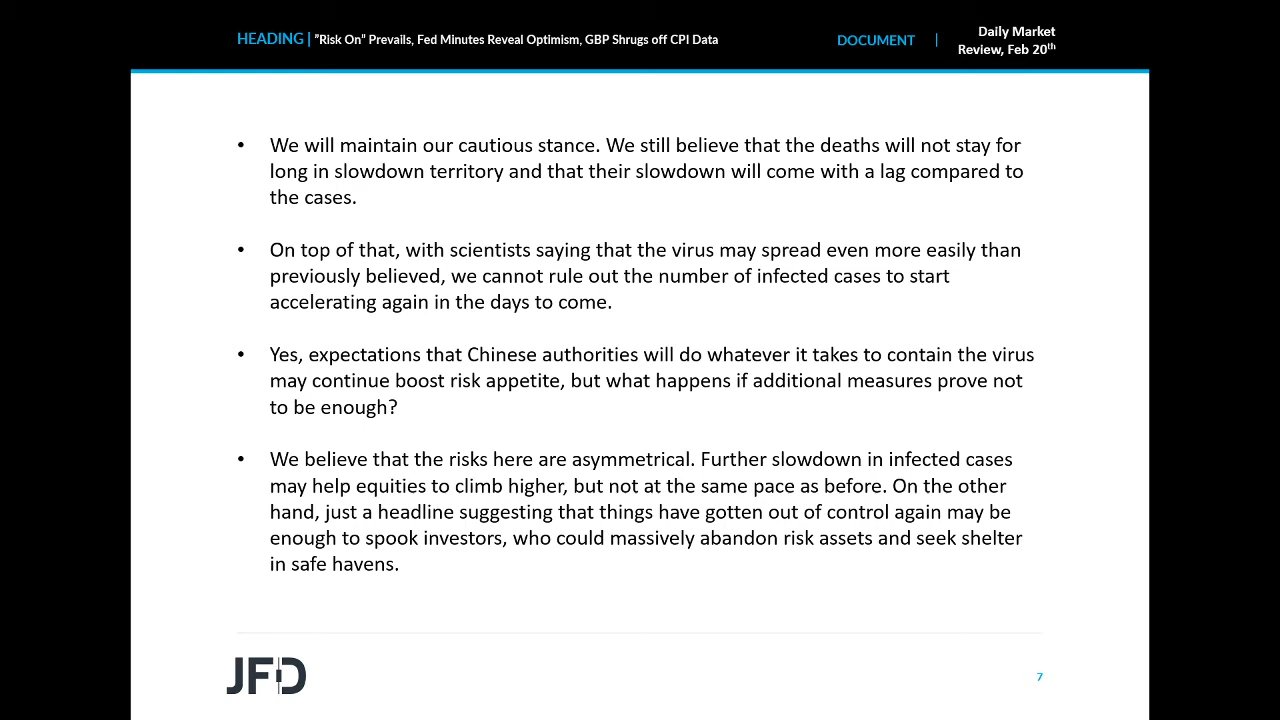 HEADING | ”Risk On” Prevails, Fed Minutes Reveal Optimism, GBP Shrugs off CPI Data
DOCUMENT | Daily Market
Review, Feb 20th
• We will maintain our cautious stance. We still believe that the deaths will not stay for
long in slowdown territory and that their slowdown will come with a lag compared to
the cases.
• On top of that, with scientists saying that the virus may spread even more easily than
previously believed, we cannot rule out the number of infected cases to start
accelerating again in the days to come.
• Yes, expectations that Chinese authorities will do whatever it takes to contain the virus
may continue boost risk appetite, but what happens if additional measures prove not
to be enough?
• We believe that the risks here are asymmetrical. Further slowdown in infected cases
may help equities to climb higher, but not at the same pace as before. On the other
hand, just a headline suggesting that things have gotten out of control again may be
enough to spook investors, who could massively abandon risk assets and seek shelter
in safe havens.
JFD
7